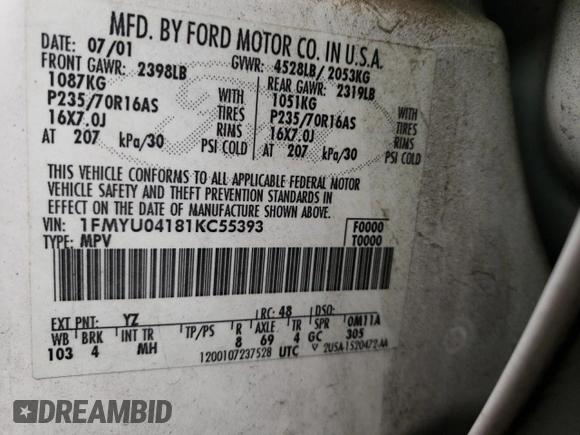 MFD. BY FORD MOTOR CO. IN U.S.A.
DATE: 07/01 GVWR: 4528LB/ 2053KG
FRONT GAWR: 2398LB REAR GAWR: 2319LB
1087KG WITH 1051KG WITH
P235/70R16AS TIRES P235/70R16AS TIRES
16X7.0J RIMS 16X7.0J RIMS
AT 207 kPa/30 PSI COLD AT 207 kPa/30 PSI COLD
THIS VEHICLE CONFORMS TO ALL APPLICABLE FEDERAL MOTOR
VEHICLE SAFETY AND THEFT PREVENTION STANDARDS IN
EFFECT ON THE DATE OF MANUFACTURE SHOWN ABOVE.
VIN: 1FMYU04181KC55393 F0000
TYPE: MPV T0000
EXT PNT: YZ RC: 48 DSO:
WB BRK INT TR TP/PS R AXLE TR SPR 0M11A
103 4 MH 8 69 4 GC 305
1200107237528 UTC V 2USA-1520472-AA
DREAMBID